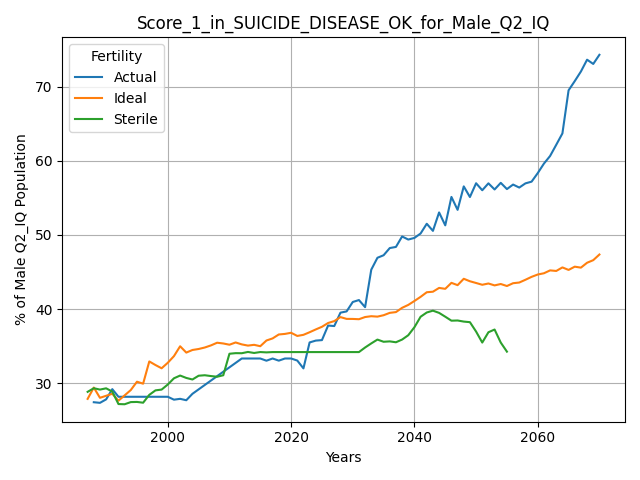 Score_1_in_SUICIDE_DISEASE_OK_for_Male_Q2_IQ
Fertility
Actual
Ideal
Sterile
% of Male Q2_IQ Population
70
60
50
40
30
2000
2020
2040
2060
Years